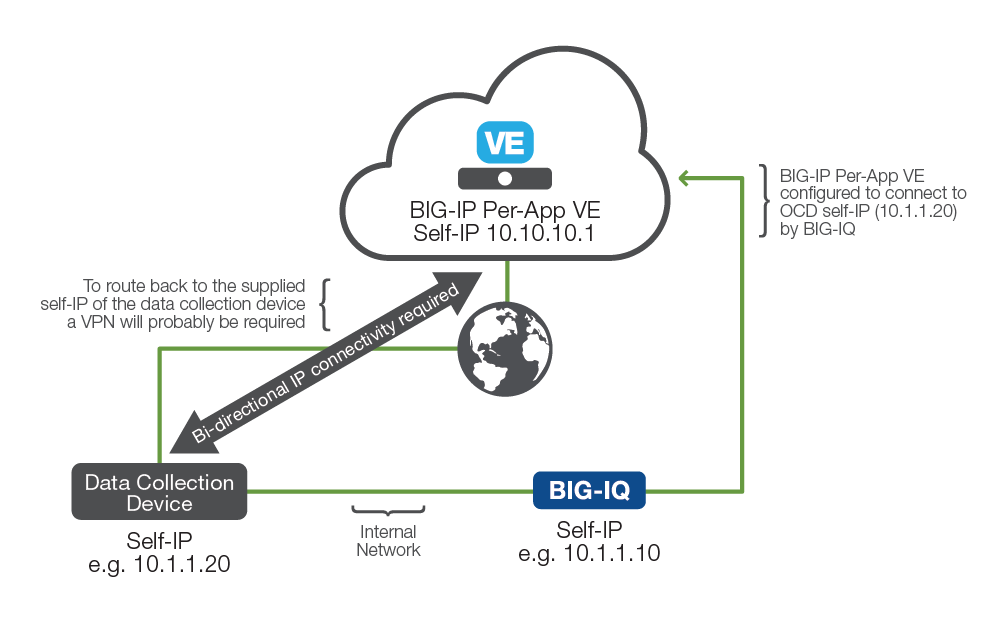 VE
BIG-IP Per-App VE
Self-IP 10.10.10.1
BIG-IP Per-App VE
configured to connect to
OCD self-IP (10.1.1.20)
by BIG-IQ
To route back to the supplied
self-IP of the data collection device
a VPN will probably be required
Bi-directional IP connectivity required
Data Collection
Device
Self-IP
e.g. 10.1.1.20
Internal
Network
BIG-IQ
Self-IP
e.g. 10.1.1.10